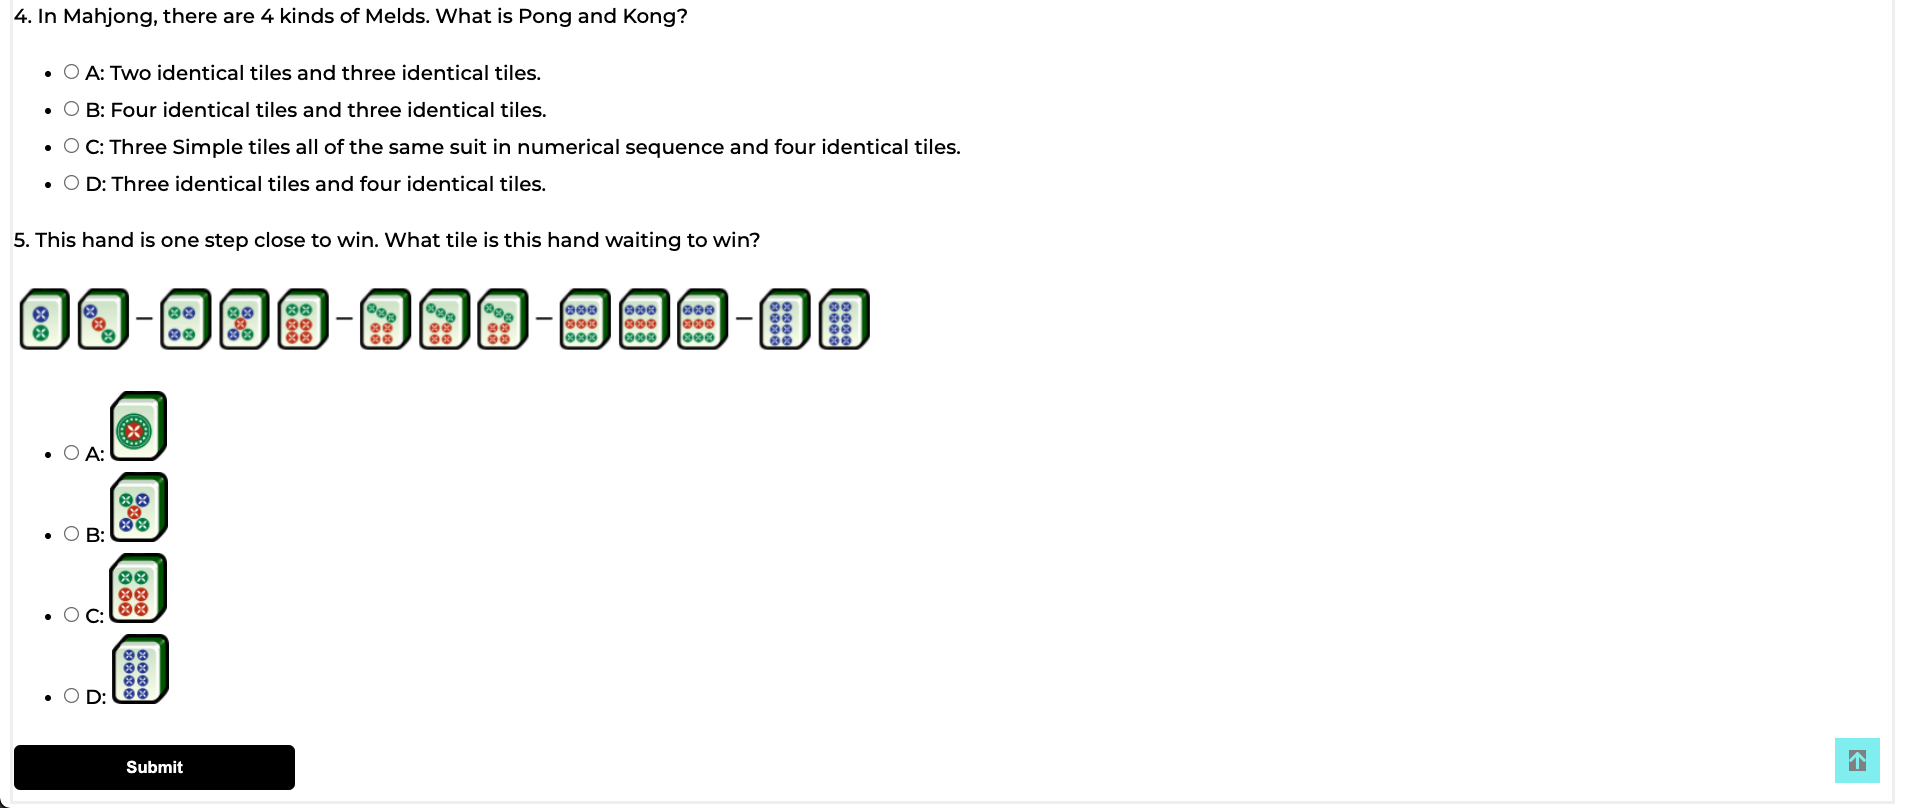 4. In Mahjong, there are 4 kinds of Melds. What is Pong and Kong?
A: Two identical tiles and three identical tiles.
B: Four identical tiles and three identical tiles.
C: Three Simple tiles all of the same suit in numerical sequence and four identical tiles.
D: Three identical tiles and four identical tiles.
5. This hand is one step close to win. What tile is this hand waiting to win?
A:
B:
C:
D:
Submit